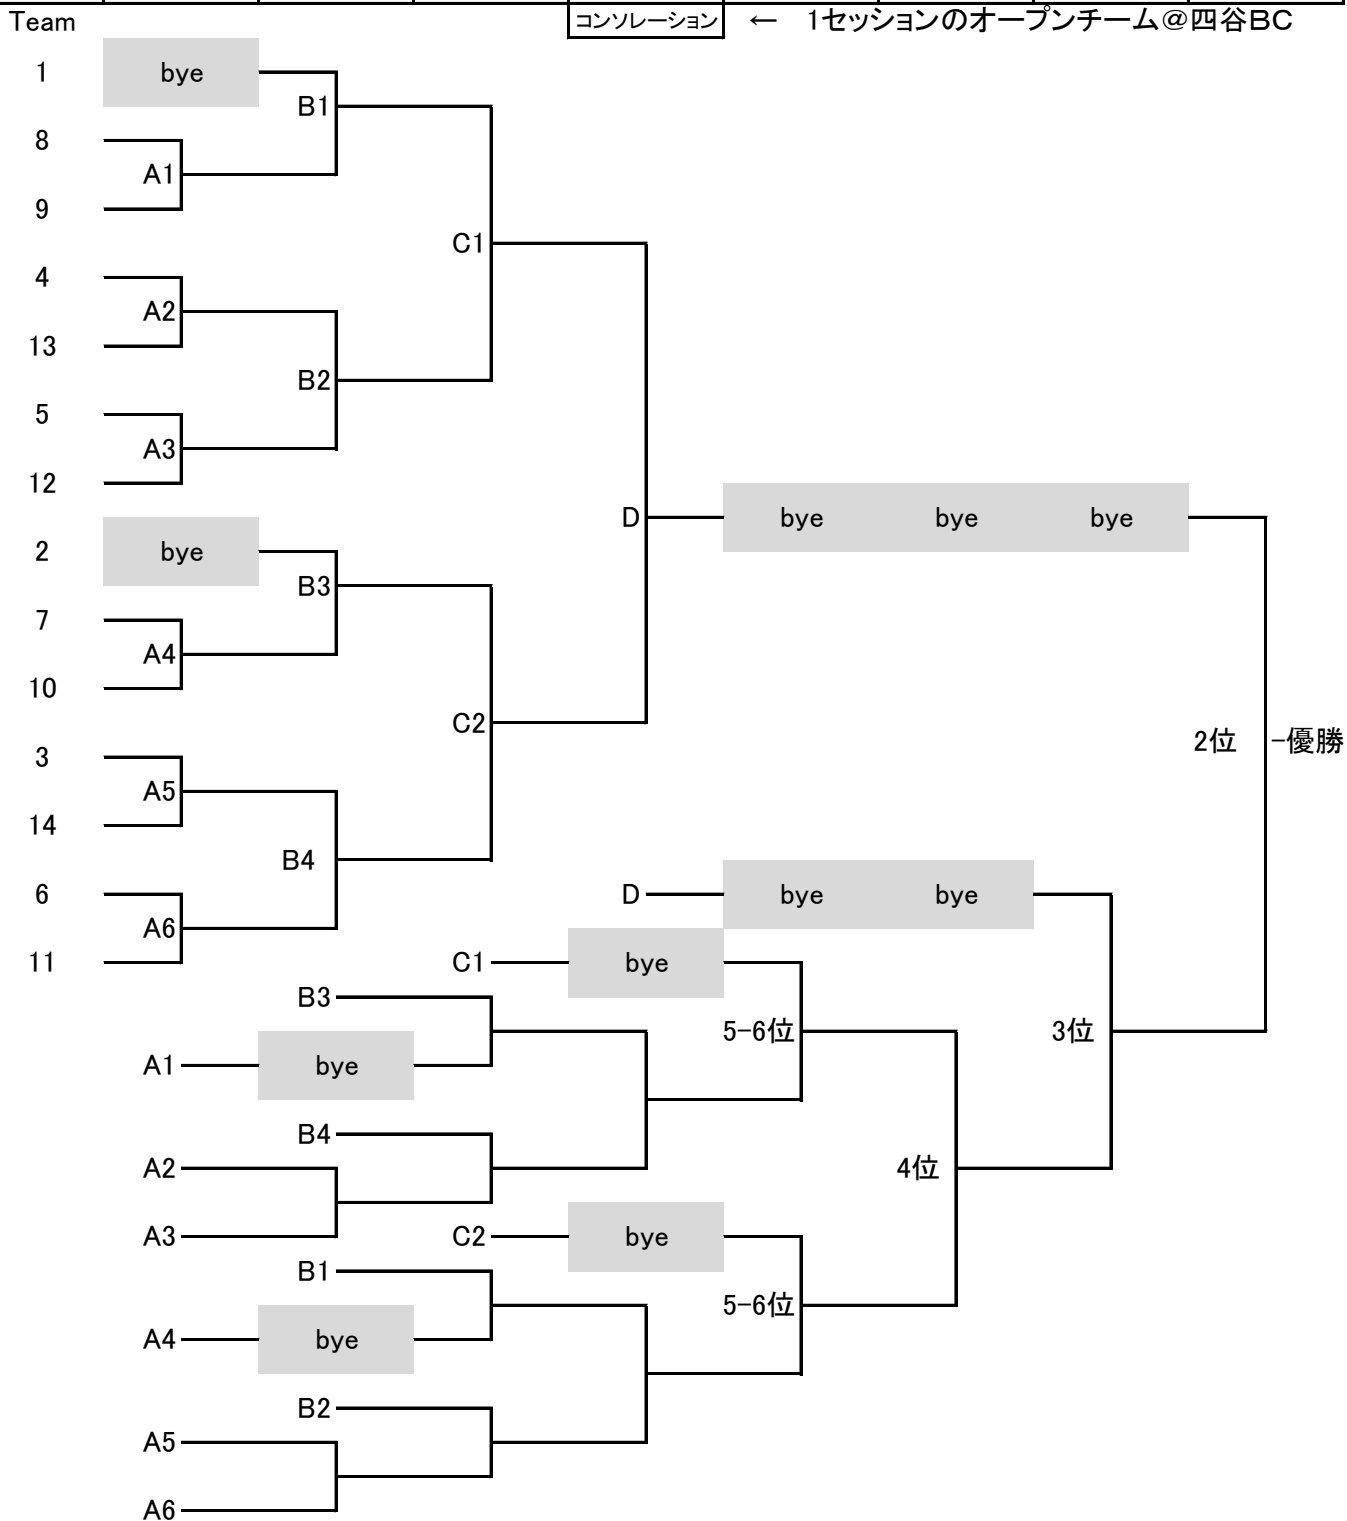 Team
コンソレーション ← 1セッションのオープンチーム@四谷BC
1 bye
B1
8
A1
9
C1
4
A2
13
B2
5
A3
12
D bye bye bye
2 bye
B3
7
A4
10
C2
2位 -優勝
3
A5
14
B4
6 D bye bye
A6
11 C1 bye
B3
5-6位 3位
A1 bye
B4
A2 4位
A3 C2 bye
B1
5-6位
A4 bye
B2
A5
A6